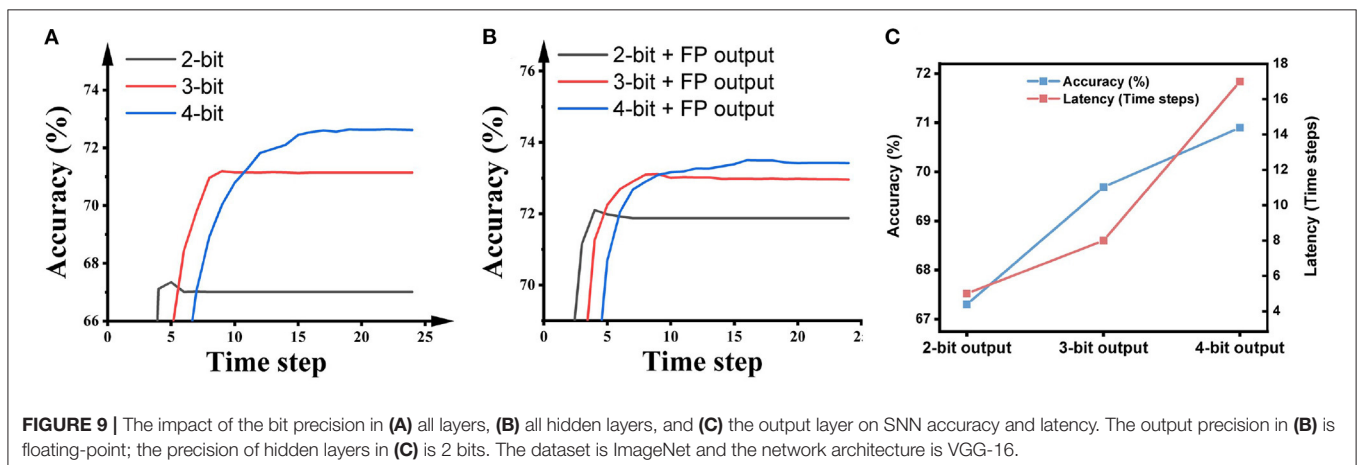 A
2-bit
3-bit
4-bit
Accuracy (%)
74
72
70
68
66
0 5 10 15 20 25
Time step
B
2-bit + FP output
3-bit + FP output
4-bit + FP output
Accuracy (%)
76
74
72
70
0 5 10 15 20
Time step
C
Accuracy (%)
Latency (Time steps)
Accuracy (%)
72
71
70
69
68
67
18
16
14
12
10
8
6
4
Latency (Time steps)
2-bit output 3-bit output 4-bit output
FIGURE 9 | The impact of the bit precision in (A) all layers, (B) all hidden layers, and (C) the output layer on SNN accuracy and latency. The output precision in (B) is
floating-point; the precision of hidden layers in (C) is 2 bits. The dataset is ImageNet and the network architecture is VGG-16.